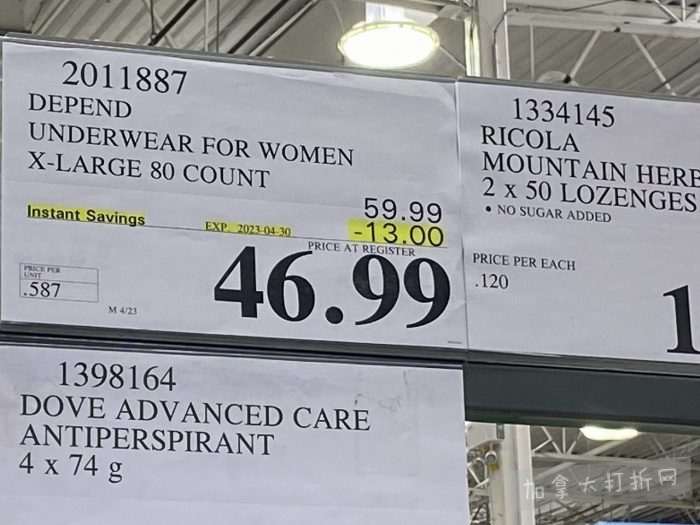 2011887
DEPEND
UNDERWEAR FOR WOMEN
X-LARGE 80 COUNT
59.99
Instant Savings EXP. 2023-04-30 -13.00
PRICE AT REGISTER
46.99
PRICE PER
UNIT
.587
M 4/23
1334145
RICOLA
MOUNTAIN HERB
2 x 50 LOZENGES
• NO SUGAR ADDED
PRICE PER EACH
.120
1
1398164
DOVE ADVANCED CARE
ANTIPERSPIRANT
4 x 74 g
加拿大打折网